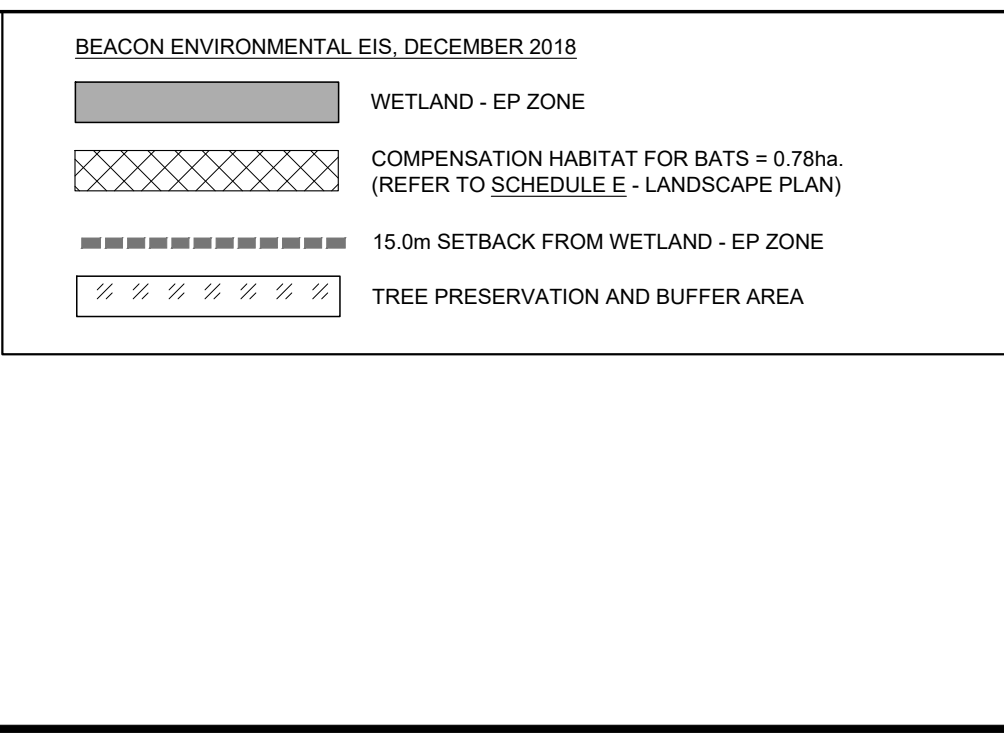 BEACON ENVIRONMENTAL EIS, DECEMBER 2018
WETLAND - EP ZONE
COMPENSATION HABITAT FOR BATS = 0.78ha.
(REFER TO SCHEDULE E - LANDSCAPE PLAN)
15.0m SETBACK FROM WETLAND - EP ZONE
TREE PRESERVATION AND BUFFER AREA